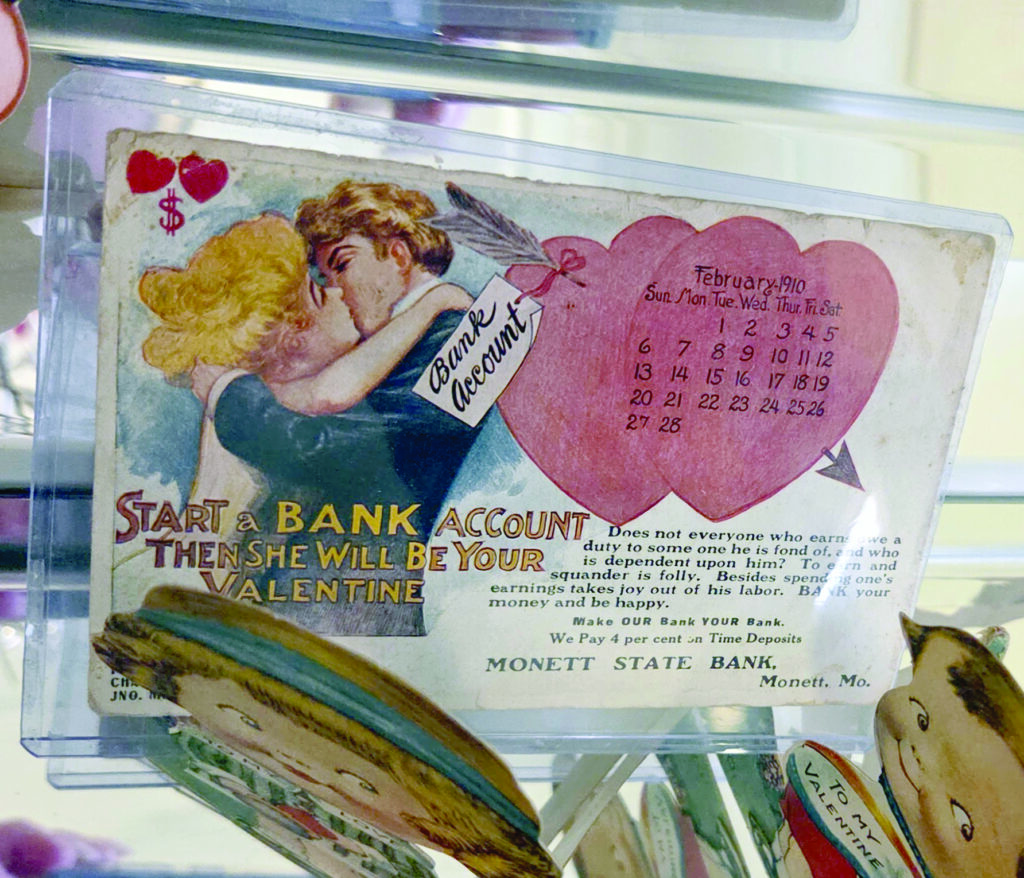 $
Bank
Account
February-1910
Sun. Mon. Tue. Wed. Thur. Fri. Sat
1 2 3 4 5
6 7 8 9 10 11 12
13 14 15 16 17 18 19
20 21 22 23 24 25 26
27 28
START a BANK ACCOUNT
THEN SHE WILL BE YOUR
VALENTINE
Does not everyone who earns owe a
duty to some one he is fond of, and who
is dependent upon him? To earn and
squander is folly. Besides spending one's
earnings takes joy out of his labor. BANK your
money and be happy.
Make OUR Bank YOUR Bank.
We Pay 4 per cent on Time Deposits
MONETT STATE BANK,
Monett, Mo.
JNO.
TO MY
VALENTINE